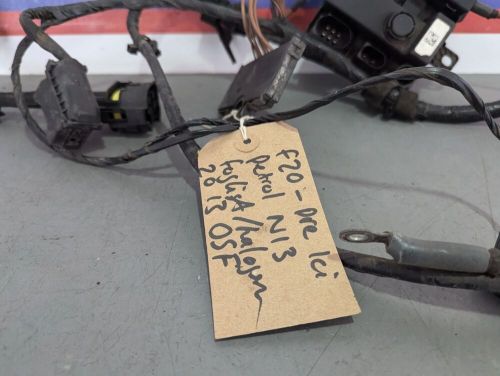 F20 - Pre lci
Petrol N13
foglight/halogen
2013 OSF